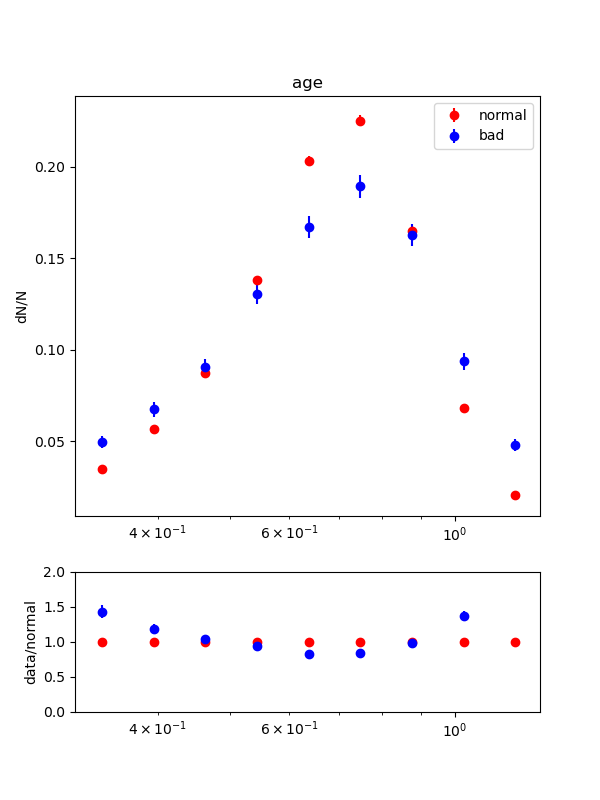 age
normal
bad
dN/N
0.20
0.15
0.10
0.05
4 × 10⁻¹
6 × 10⁻¹
10⁰
data/normal
2.0
1.5
1.0
0.5
0.0
4 × 10⁻¹
6 × 10⁻¹
10⁰